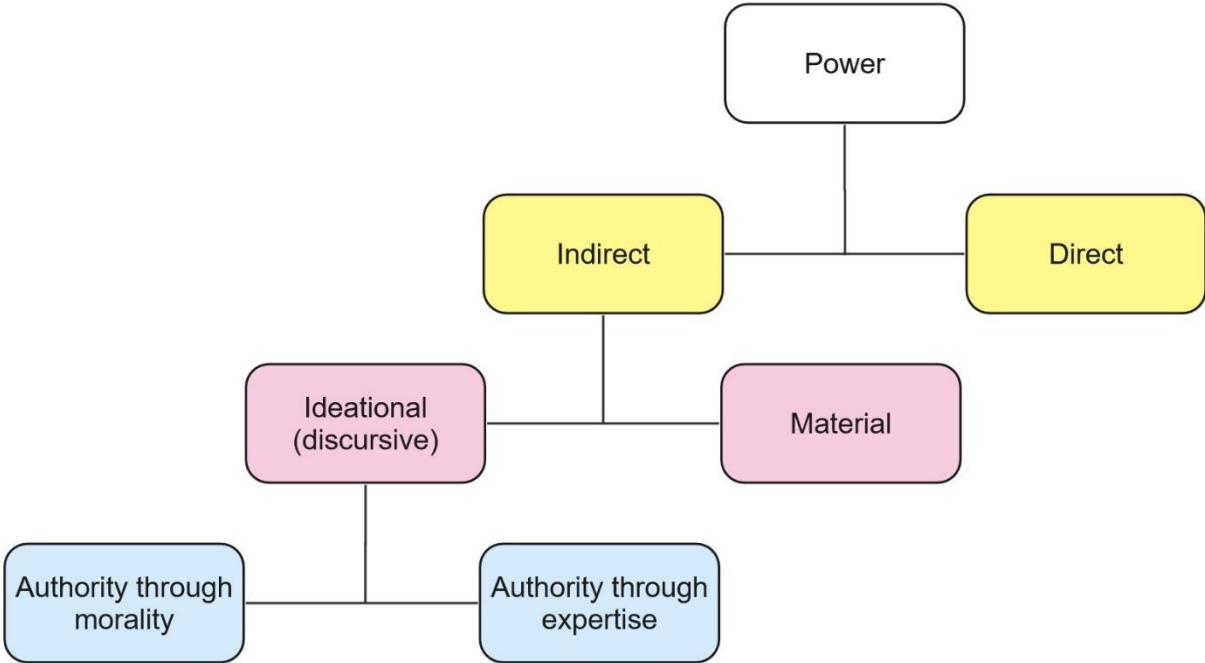 Power
Indirect
Direct
Ideational
(discursive)
Material
Authority through
morality
Authority through
expertise